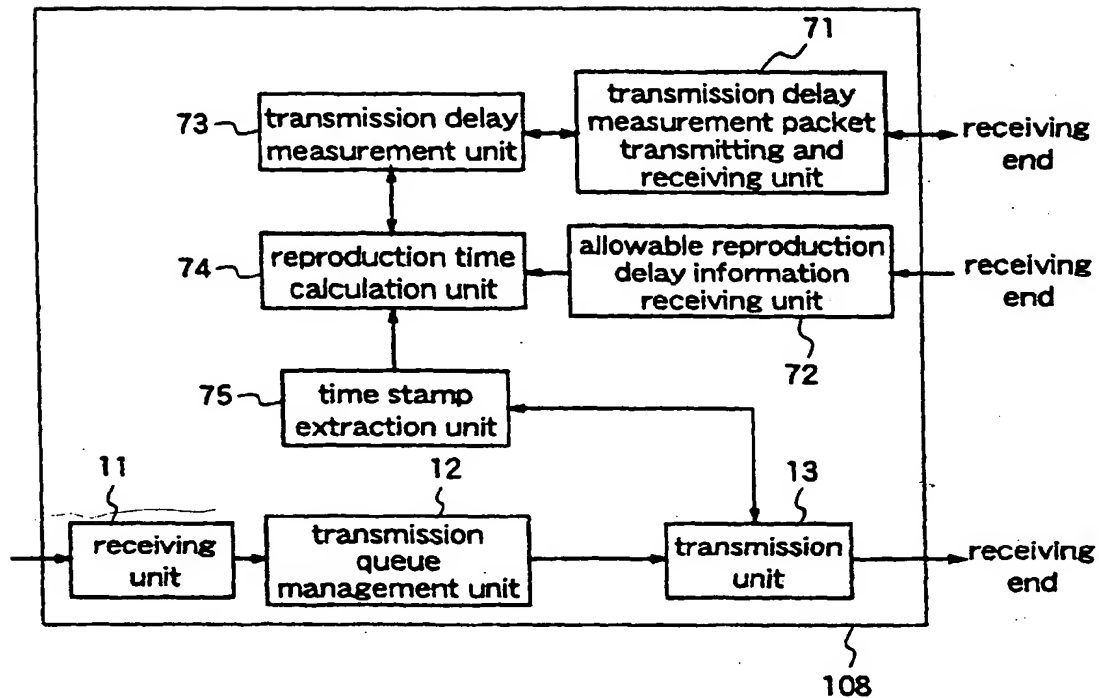 71
73
transmission delay
measurement unit
transmission delay
measurement packet
transmitting and
receiving unit
receiving
end
74
reproduction time
calculation unit
allowable reproduction
delay information
receiving unit
receiving
end
72
75
time stamp
extraction unit
11
12
13
receiving
unit
transmission
queue
management unit
transmission
unit
receiving
end
108